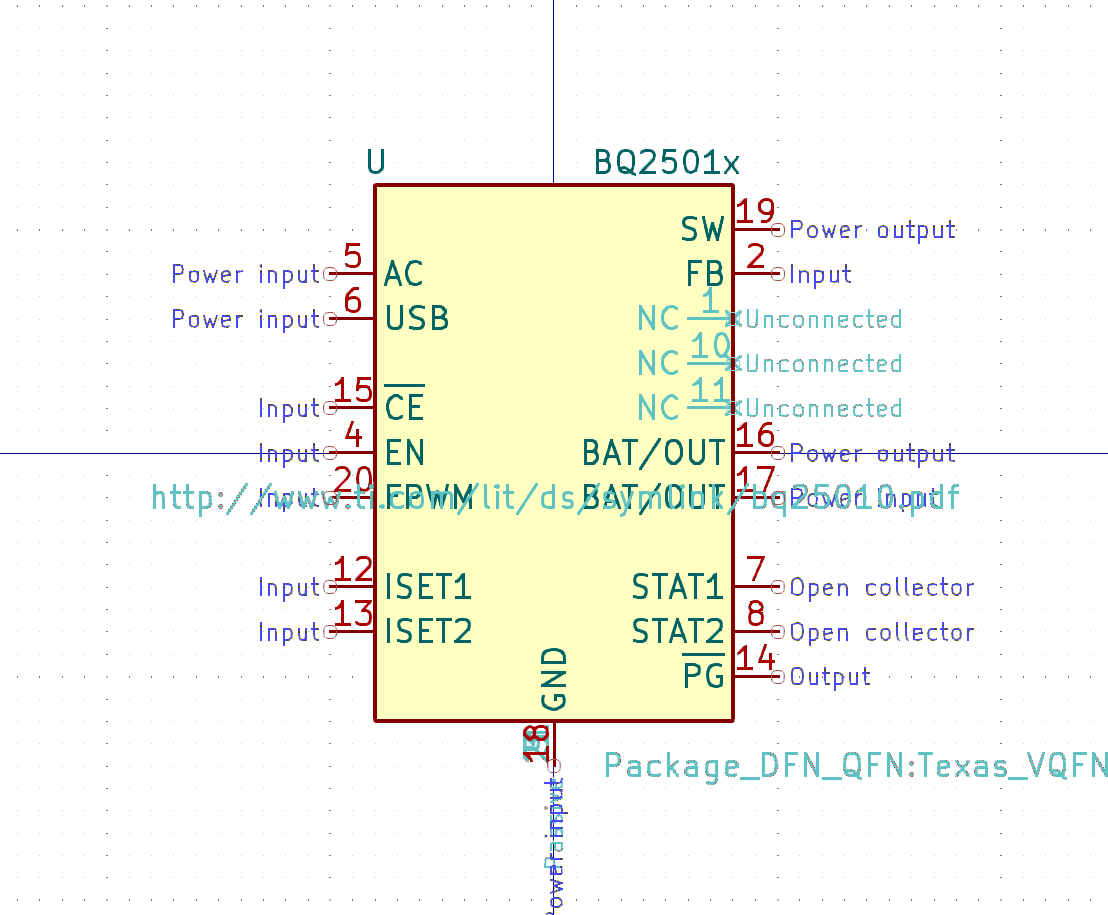 U BQ2501x
19
SW Power output
5 2
Power input AC FB Input
6 1
Power input USB NC Unconnected
10
NC Unconnected
15 11
Input CE NC Unconnected
4 16
Input EN BAT/OUT Power output
20 17
Input FPWM BAT/OUT Power input
http://www.ti.com/lit/ds/symlink/bq25010.pdf
12 7
Input ISET1 STAT1 Open collector
13 8
Input ISET2 STAT2 Open collector
14
PG Output
GND
18
Package_DFN_QFN:Texas_VQFN
Power input